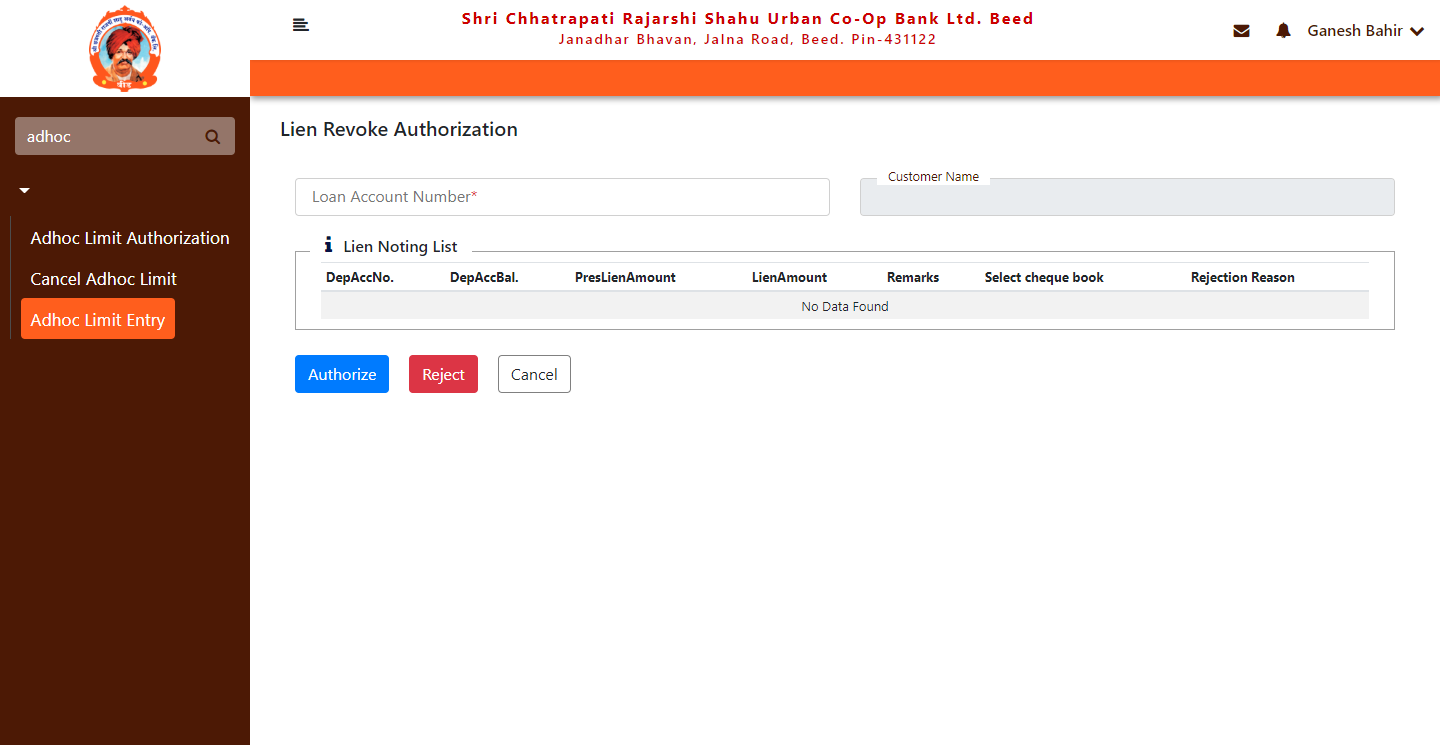 वीड
Shri Chhatrapati Rajarshi Shahu Urban Co-Op Bank Ltd. Beed
Janadhar Bhavan, Jalna Road, Beed. Pin-431122
Ganesh Bahir
adhoc
Adhoc Limit Authorization
Cancel Adhoc Limit
Adhoc Limit Entry
Lien Revoke Authorization
Loan Account Number*
Customer Name
Lien Noting List
DepAccNo. DepAccBal. PresLienAmount LienAmount Remarks Select cheque book Rejection Reason
No Data Found
Authorize Reject Cancel